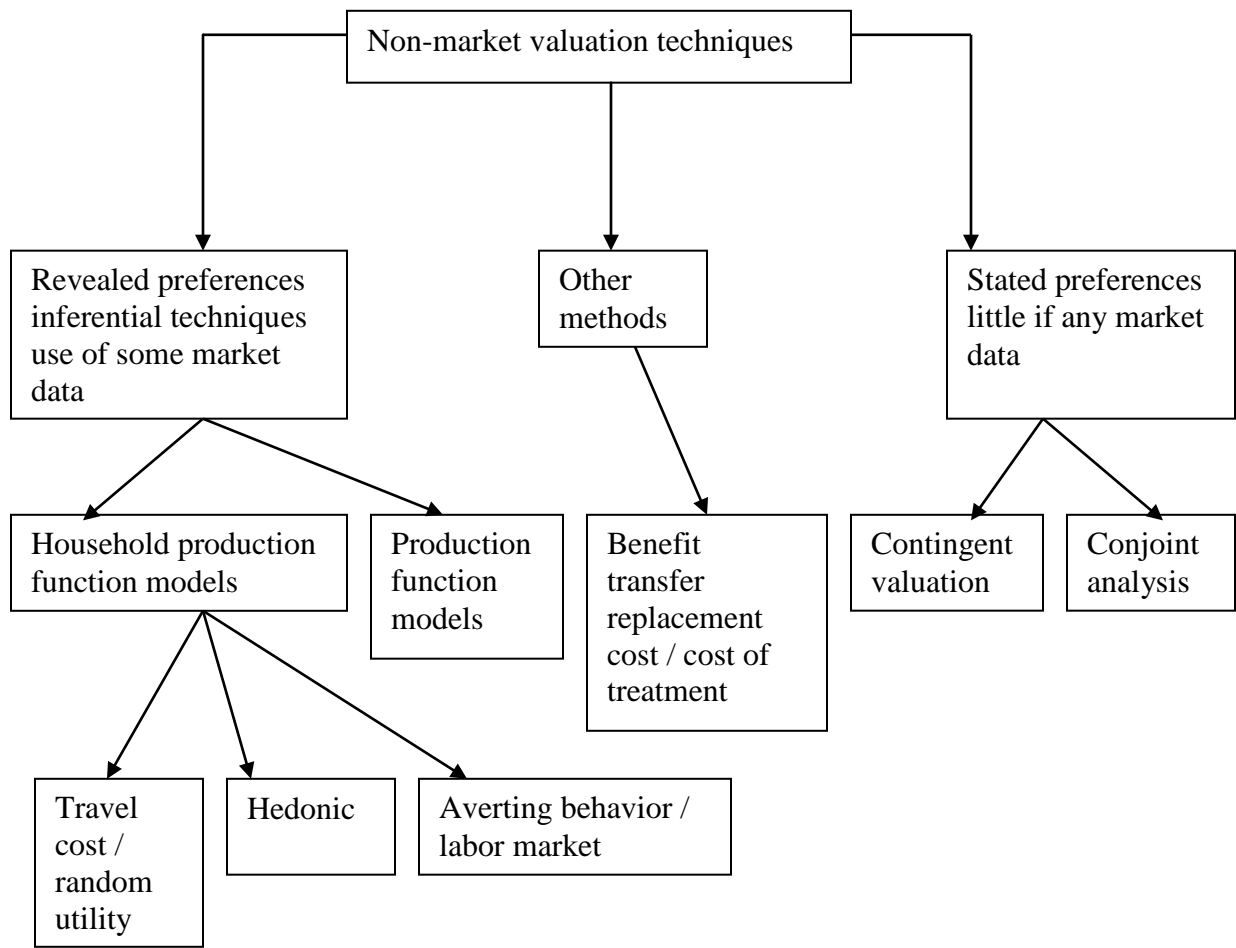 Non-market valuation techniques
Revealed preferences
inferential techniques
use of some market
data
Other
methods
Stated preferences
little if any market
data
Household production
function models
Production
function
models
Benefit
transfer
replacement
cost / cost of
treatment
Contingent
valuation
Conjoint
analysis
Travel
cost /
random
utility
Hedonic
Averting behavior /
labor market